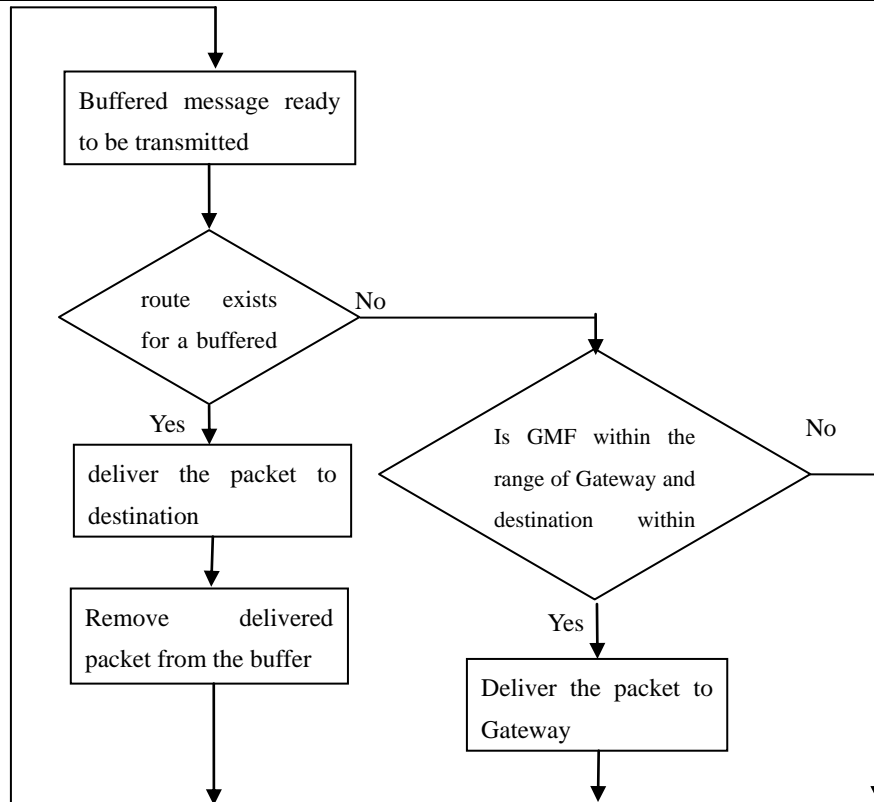 Buffered message ready
to be transmitted
route exists
for a buffered
No
Yes
deliver the packet to
destination
Remove delivered
packet from the buffer
Is GMF within the
range of Gateway and
destination within
No
Yes
Deliver the packet to
Gateway